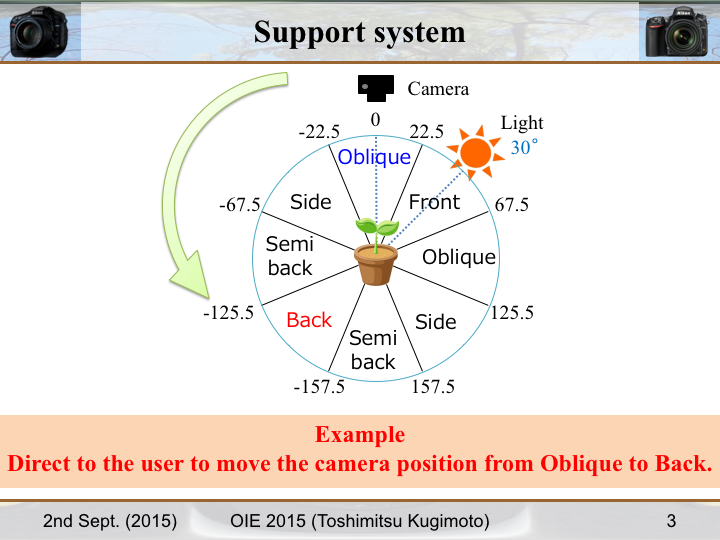 Support system
Camera
0
-22.5
22.5
Light
30°
Oblique
Side
Front
-67.5
67.5
Semi
back
Oblique
-125.5
125.5
Back
Side
Semi
back
-157.5
157.5
Example
Direct to the user to move the camera position from Oblique to Back.
2nd Sept. (2015)
OIE 2015 (Toshimitsu Kugimoto)
3